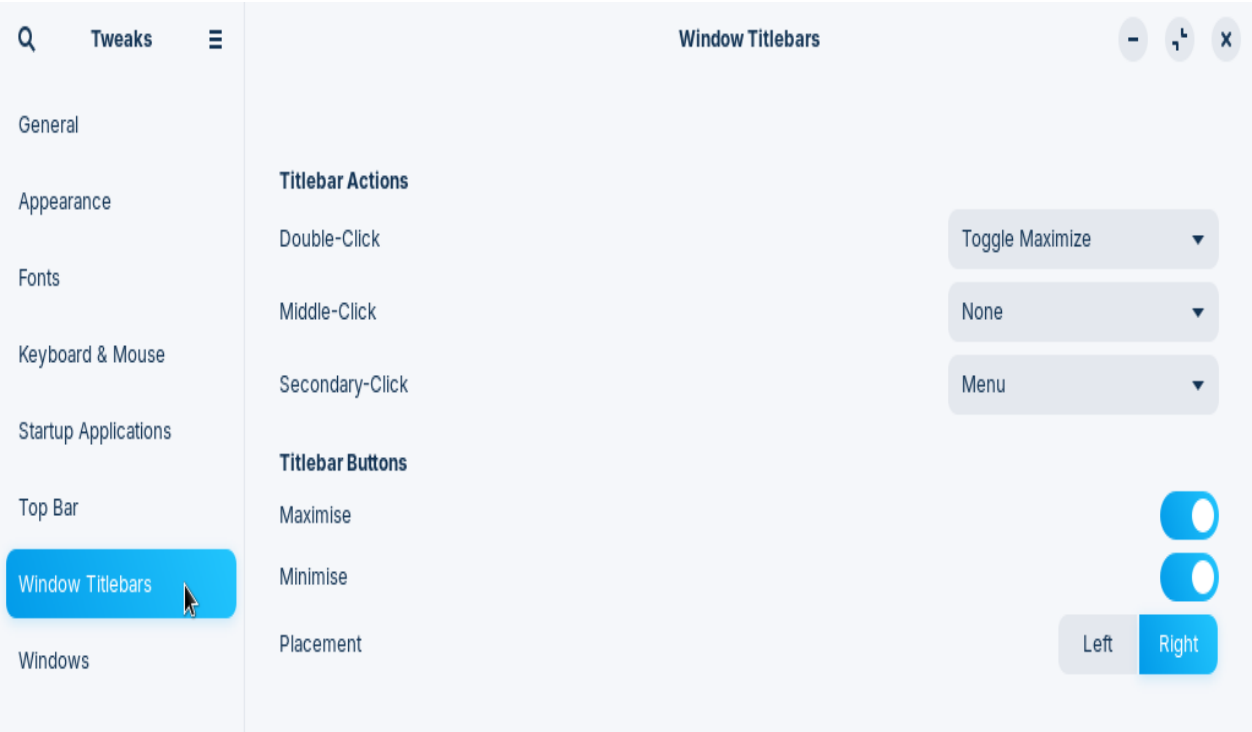 Tweaks
General
Appearance
Fonts
Keyboard & Mouse
Startup Applications
Top Bar
Window Titlebars
Windows
Window Titlebars
Titlebar Actions
Double-Click Toggle Maximize
Middle-Click None
Secondary-Click Menu
Titlebar Buttons
Maximise
Minimise
Placement Left Right